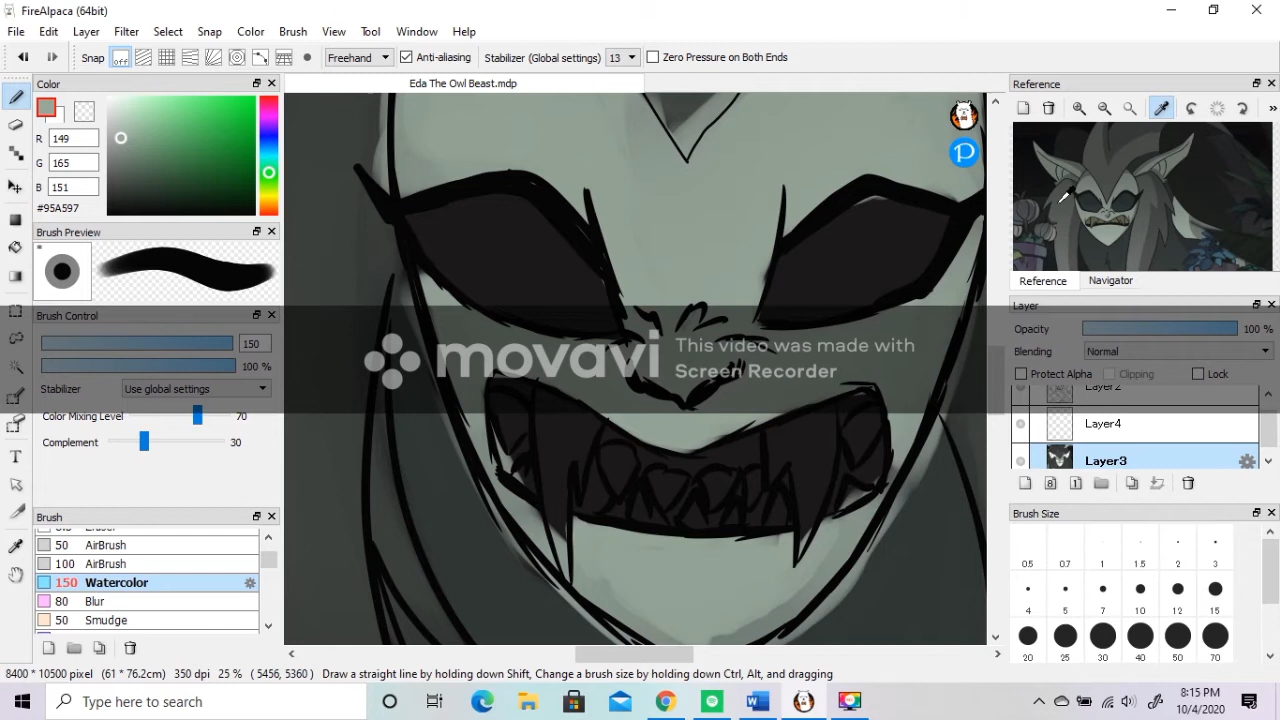 FireAlpaca (64bit)
File Edit Layer Filter Select Snap Color Brush View Tool Window Help
Snap off Freehand Anti-aliasing Stabilizer (Global settings) 13 Zero Pressure on Both Ends
Color
Eda The Owl Beast.mdp
Reference
R 149
G 165
B 151
#95A597
Brush Preview
Reference Navigator
Brush Control
Layer
150
Opacity 100 %
100 %
Blending Normal
Stabilizer Use global settings
Protect Alpha Clipping Lock
movavi This video was made with
Screen Recorder
Layer2
Color Mixing Level 70
Layer4
Complement 30
Layer3
Brush
Brush Size
50 AirBrush
100 AirBrush
150 Watercolor
80 Blur
50 Smudge
0.5 0.7 1 1.5 2 3
4 5 7 10 12 15
20 25 30 40 50 70
8400 * 10500 pixel (61 * 76.2cm) 350 dpi 25 % ( 5456, 5360 ) Draw a straight line by holding down Shift, Change a brush size by holding down Ctrl, Alt, and dragging
Type here to search
8:15 PM
10/4/2020